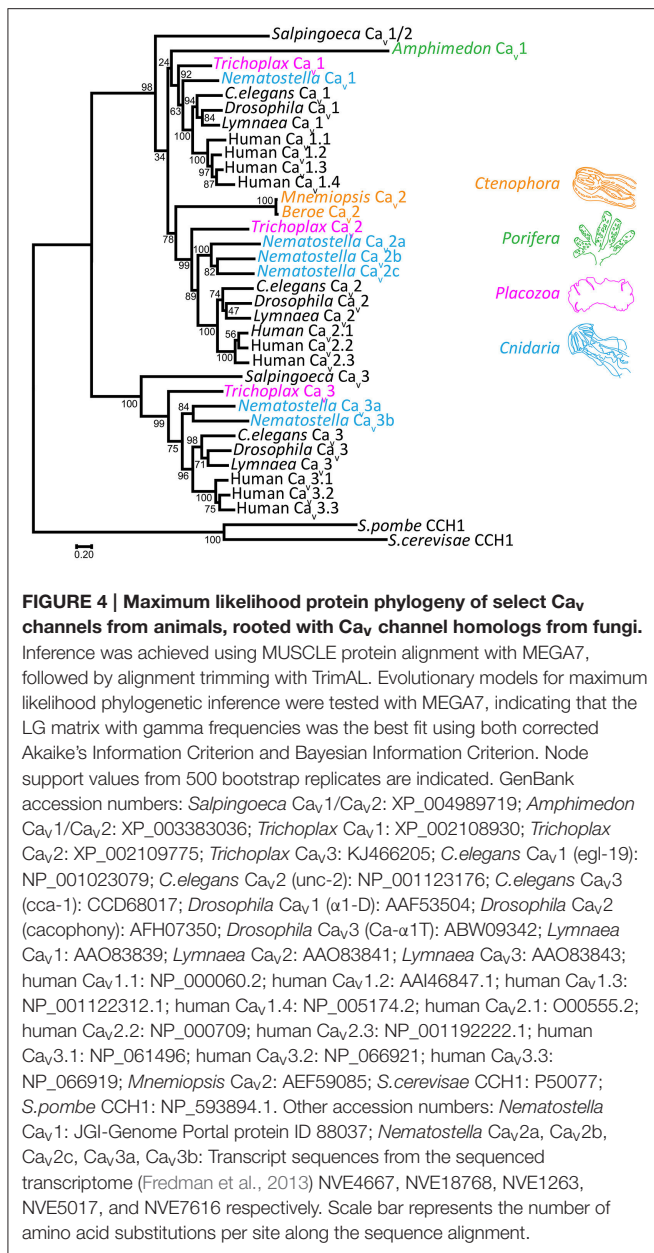 Salpingoeca Cav1/2
Amphimedon Cav1
Trichoplax Cav1
Nematostella Cav1
C.elegans Cav1
Drosophila Cav1
Lymnaea Cav1
Human Cav1.1
Human Cav1.2
Human Cav1.3
Human Cav1.4
Mnemiopsis Cav2
Beroe Cav2
Trichoplax Cav2
Nematostella Cav2a
Nematostella Cav2b
Nematostella Cav2c
C.elegans Cav2
Drosophila Cav2
Lymnaea Cav2
Human Cav2.1
Human Cav2.2
Human Cav2.3
Salpingoeca Cav3
Trichoplax Cav3
Nematostella Cav3a
Nematostella Cav3b
C.elegans Cav3
Drosophila Cav3
Lymnaea Cav3
Human Cav3.1
Human Cav3.2
Human Cav3.3
S.pombe CCH1
S.cerevisae CCH1
98
24
34
92
63
94
84
100
100
97
87
100
78
99
100
82
89
74
47
100
56
100
100
99
84
75
98
71
96
100
75
100
0.20
Ctenophora
Porifera
Placozoa
Cnidaria
FIGURE 4 | Maximum likelihood protein phylogeny of select Cav
channels from animals, rooted with Cav channel homologs from fungi.
Inference was achieved using MUSCLE protein alignment with MEGA7,
followed by alignment trimming with TrimAL. Evolutionary models for maximum
likelihood phylogenetic inference were tested with MEGA7, indicating that the
LG matrix with gamma frequencies was the best fit using both corrected
Akaike's Information Criterion and Bayesian Information Criterion. Node
support values from 500 bootstrap replicates are indicated. GenBank
accession numbers: Salpingoeca Cav1/Cav2: XP_004989719; Amphimedon
Cav1/Cav2: XP_003383036; Trichoplax Cav1: XP_002108930; Trichoplax
Cav2: XP_002109775; Trichoplax Cav3: KJ466205; C.elegans Cav1 (egl-19):
NP_001023079; C.elegans Cav2 (unc-2): NP_001123176; C.elegans Cav3
(cca-1): CCD68017; Drosophila Cav1 (α1-D): AAF53504; Drosophila Cav2
(cacophony): AFH07350; Drosophila Cav3 (Ca-α1T): ABW09342; Lymnaea
Cav1: AAO83839; Lymnaea Cav2: AAO83841; Lymnaea Cav3: AAO83843;
human Cav1.1: NP_000060.2; human Cav1.2: AAI46847.1; human Cav1.3:
NP_001122312.1; human Cav1.4: NP_005174.2; human Cav2.1: O00555.2;
human Cav2.2: NP_000709; human Cav2.3: NP_001192222.1; human
Cav3.1: NP_061496; human Cav3.2: NP_066921; human Cav3.3:
NP_066919; Mnemiopsis Cav2: AEF59085; S.cerevisae CCH1: P50077;
S.pombe CCH1: NP_593894.1. Other accession numbers: Nematostella
Cav1: JGI-Genome Portal protein ID 88037; Nematostella Cav2a, Cav2b,
Cav2c, Cav3a, Cav3b: Transcript sequences from the sequenced
transcriptome (Fredman et al., 2013) NVE4667, NVE18768, NVE1263,
NVE5017, and NVE7616 respectively. Scale bar represents the number of
amino acid substitutions per site along the sequence alignment.